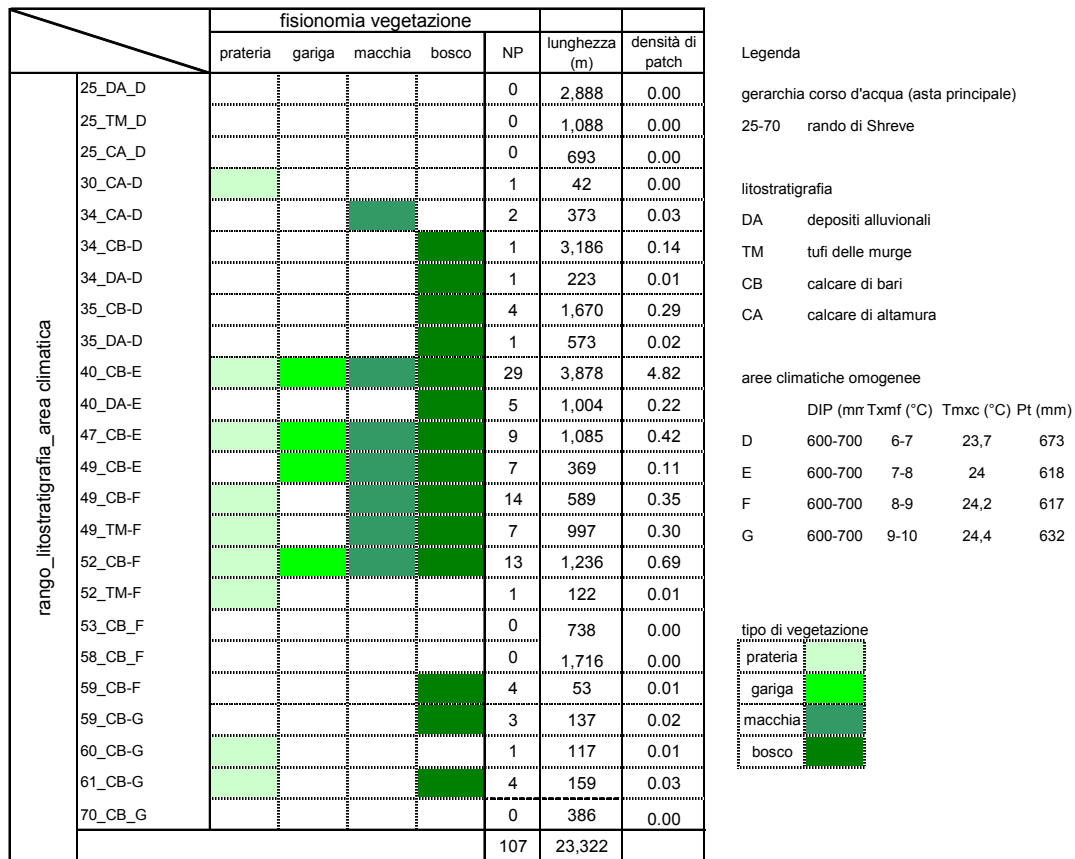 fisionomia vegetazione
prateria gariga macchia bosco NP lunghezza (m) densità di patch
rango_litostratigrafia_area climatica
25_DA_D 0 2,888 0.00
25_TM_D 0 1,088 0.00
25_CA_D 0 693 0.00
30_CA-D 1 42 0.00
34_CA-D 2 373 0.03
34_CB-D 1 3,186 0.14
34_DA-D 1 223 0.01
35_CB-D 4 1,670 0.29
35_DA-D 1 573 0.02
40_CB-E 29 3,878 4.82
40_DA-E 5 1,004 0.22
47_CB-E 9 1,085 0.42
49_CB-E 7 369 0.11
49_CB-F 14 589 0.35
49_TM-F 7 997 0.30
52_CB-F 13 1,236 0.69
52_TM-F 1 122 0.01
53_CB_F 0 738 0.00
58_CB_F 0 1,716 0.00
59_CB-F 4 53 0.01
59_CB-G 3 137 0.02
60_CB-G 1 117 0.01
61_CB-G 4 159 0.03
70_CB_G 0 386 0.00
107 23,322
Legenda
gerarchia corso d'acqua (asta principale)
25-70 rando di Shreve
litostratigrafia
DA depositi alluvionali
TM tufi delle murge
CB calcare di bari
CA calcare di altamura
aree climatiche omogenee
DIP (mm Txmf (°C) Tmxc (°C) Pt (mm)
D 600-700 6-7 23,7 673
E 600-700 7-8 24 618
F 600-700 8-9 24,2 617
G 600-700 9-10 24,4 632
tipo di vegetazione
prateria
gariga
macchia
bosco